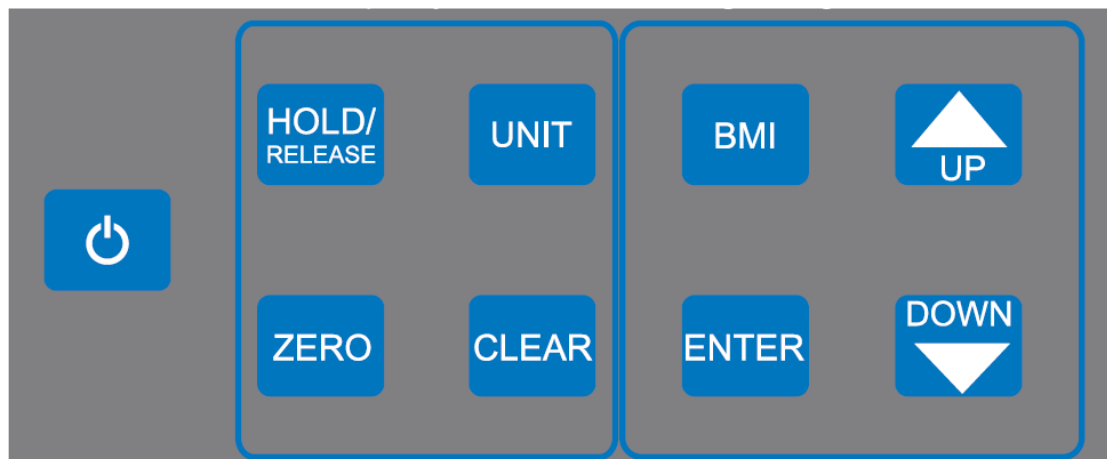 HOLD/
RELEASE
UNIT
BMI
UP
ZERO
CLEAR
ENTER
DOWN